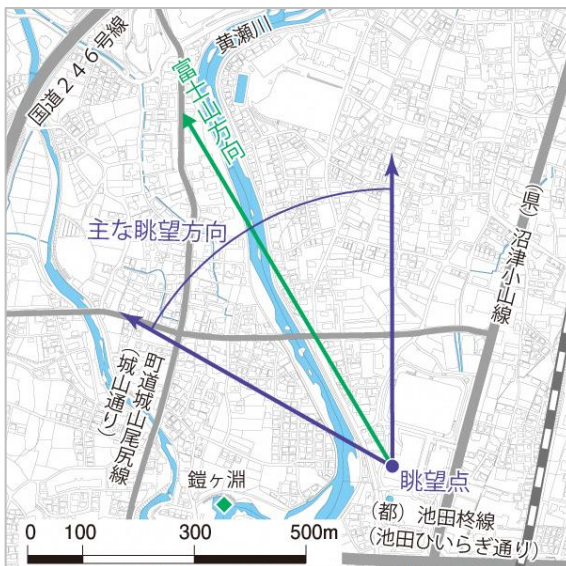 黄瀬川
国道２４６号線
富士山方向
主な眺望方向
(県) 沼津小山線
町道城山尾尻線
(城山通り)
鎧ヶ淵
眺望点
(都) 池田柊線
(池田ひいらぎ通り)
0 100 300 500m